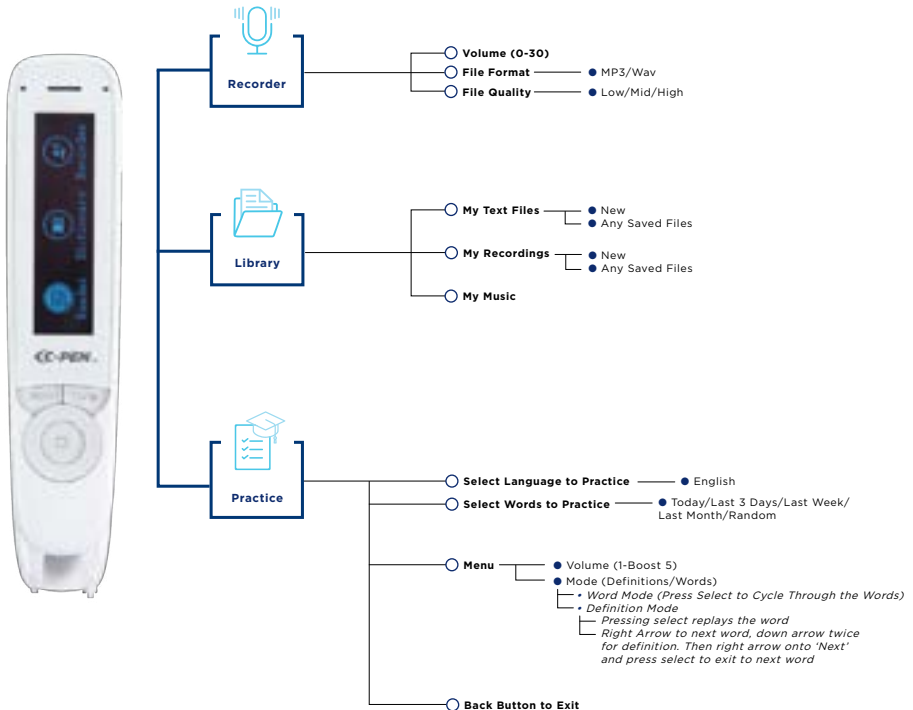 Recorder
Volume (0-30)
File Format
MP3/Wav
File Quality
Low/Mid/High
Library
My Text Files
New
Any Saved Files
My Recordings
New
Any Saved Files
My Music
C-PEN
Practice
Select Language to Practice
English
Select Words to Practice
Today/Last 3 Days/Last Week/
Last Month/Random
Menu
Volume (1-Boost 5)
Mode (Definitions/Words)
Word Mode (Press Select to Cycle Through the Words)
Definition Mode
Pressing select replays the word
Right Arrow to next word, down arrow twice
for definition. Then right arrow onto ‘Next’
and press select to exit to next word
Back Button to Exit